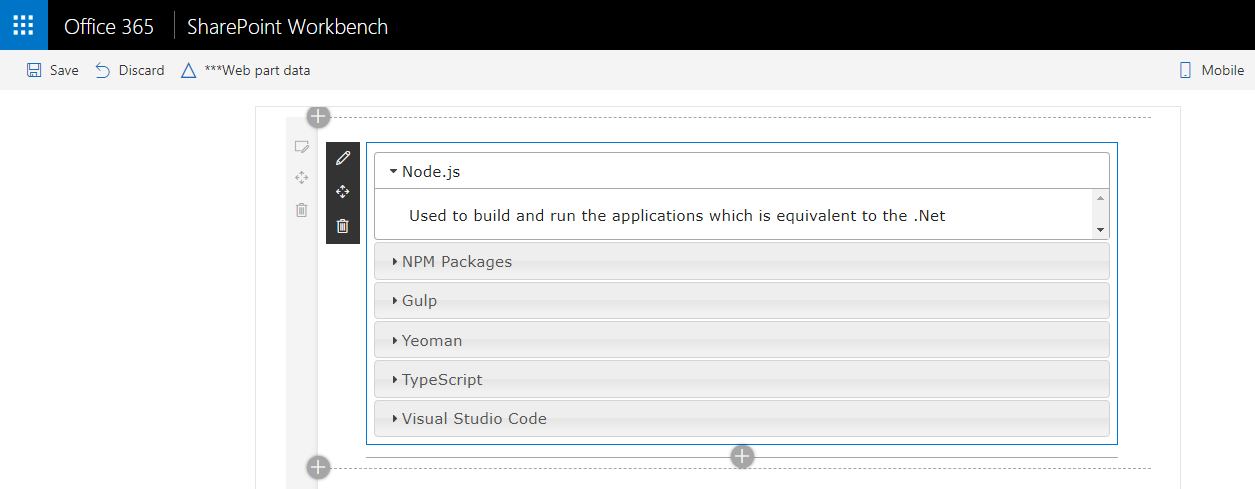 Office 365 SharePoint Workbench
Save Discard ***Web part data Mobile
Node.js
Used to build and run the applications which is equivalent to the .Net
NPM Packages
Gulp
Yeoman
TypeScript
Visual Studio Code